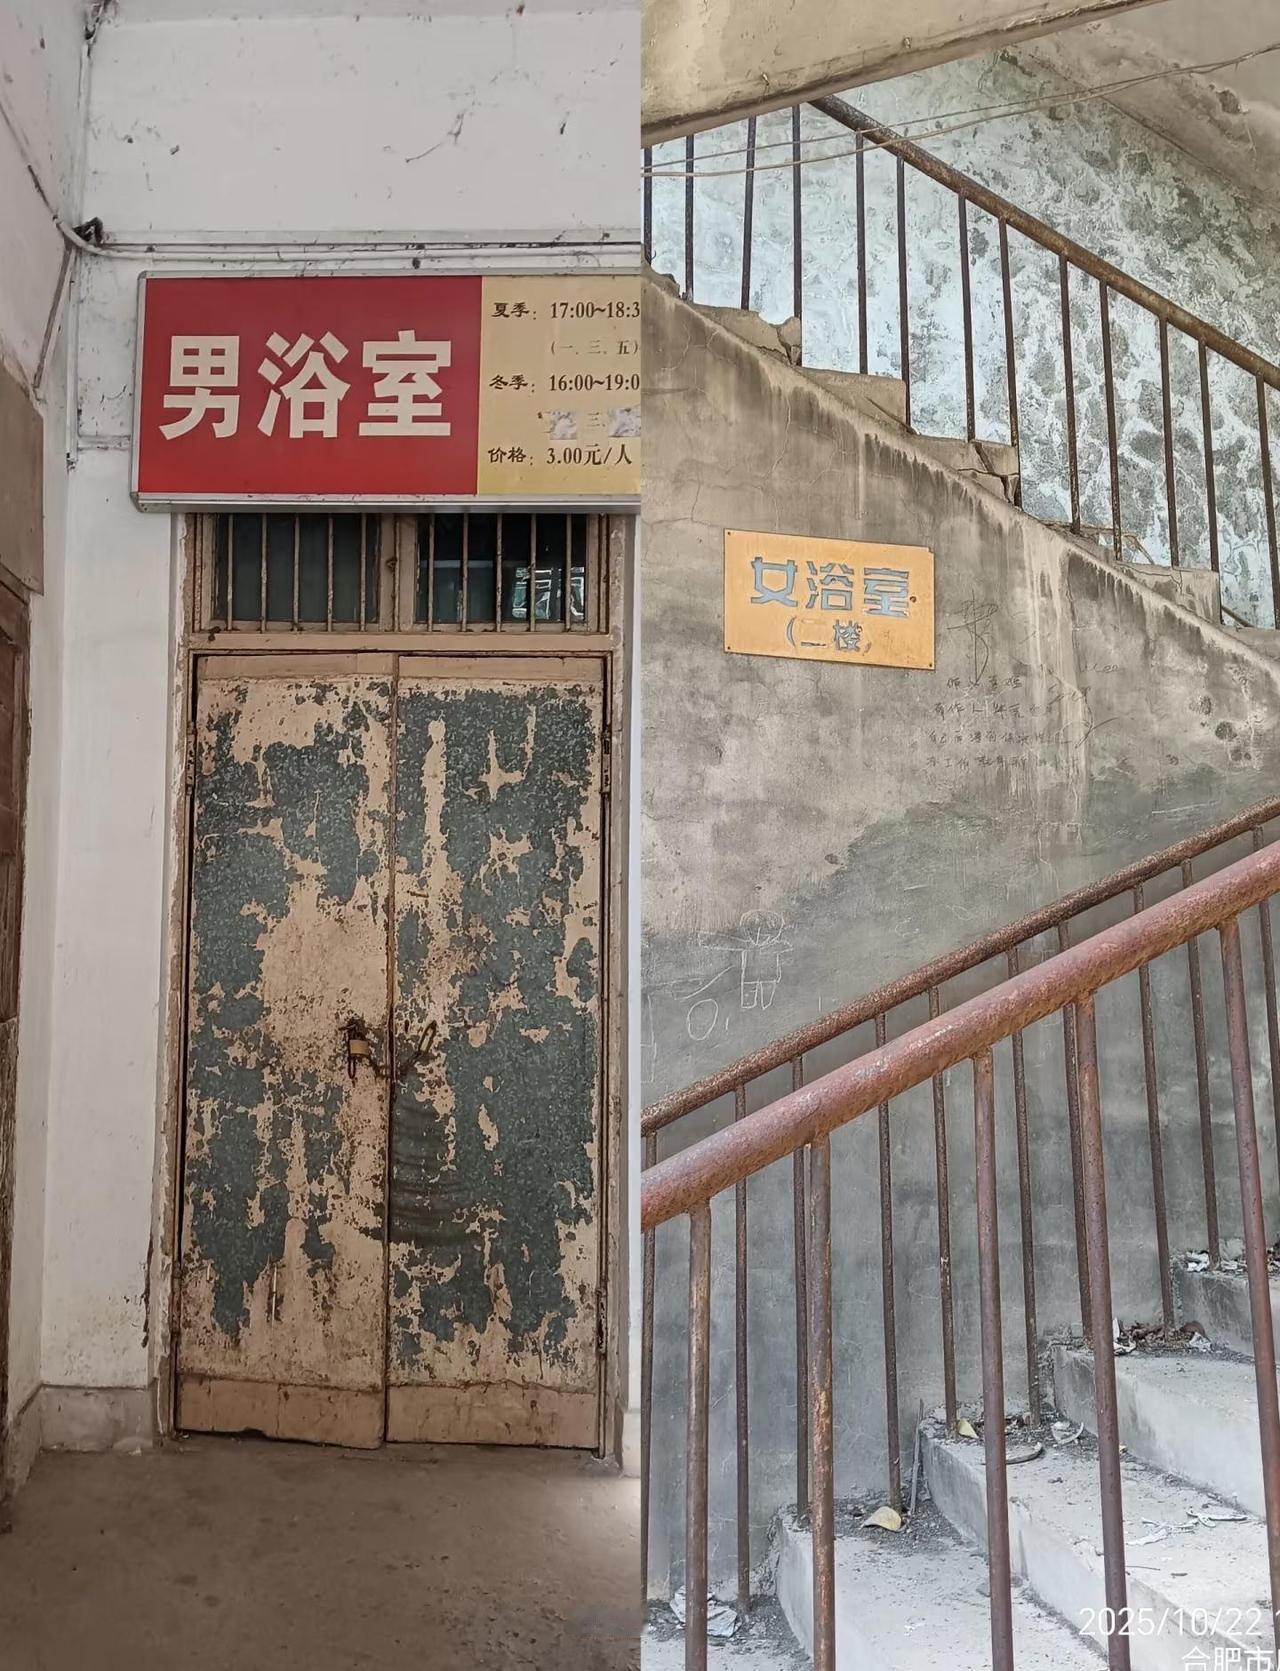 男浴室
夏季：17:00~18:3
（一、三、五）
冬季：16:00~19:0
三
价格：3.00元/人
女浴室
（二楼）
2025/10/22
合肥市